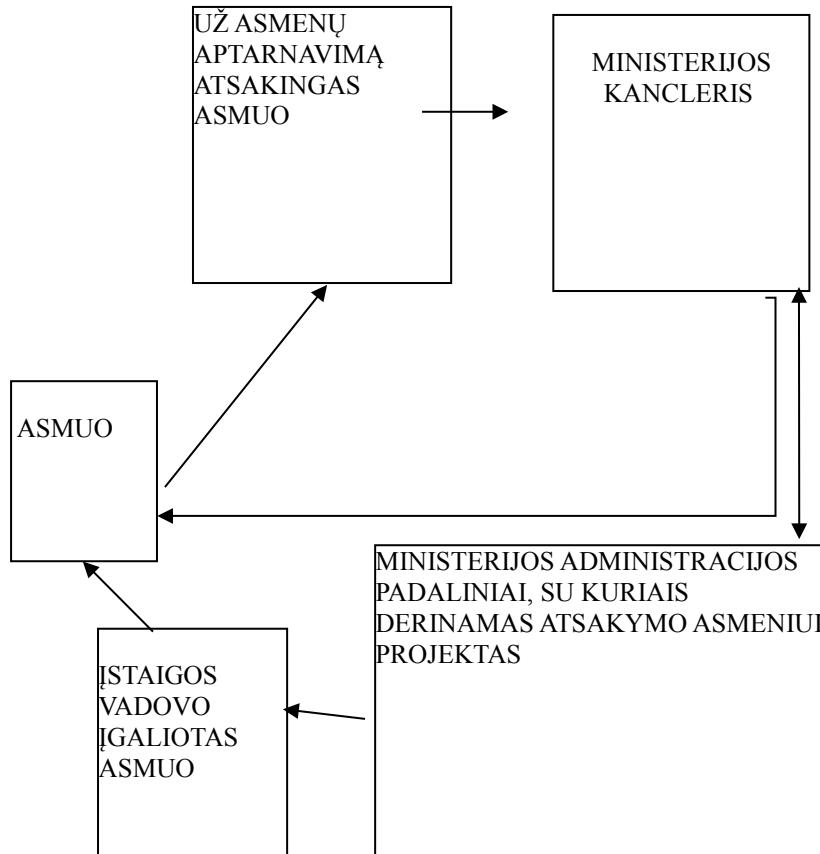 UŽ ASMENŲ
APTARNAVIMĄ
ATSAKINGAS
ASMUO
MINISTERIJOS
KANCLERIS
ASMUO
MINISTERIJOS ADMINISTRACIJOS
PADALINIAI, SU KURIAIS
DERINAMAS ATSAKYMO ASMENIUI
PROJEKTAS
ĮSTAIGOS
VADOVO
ĮGALIOTAS
ASMUO